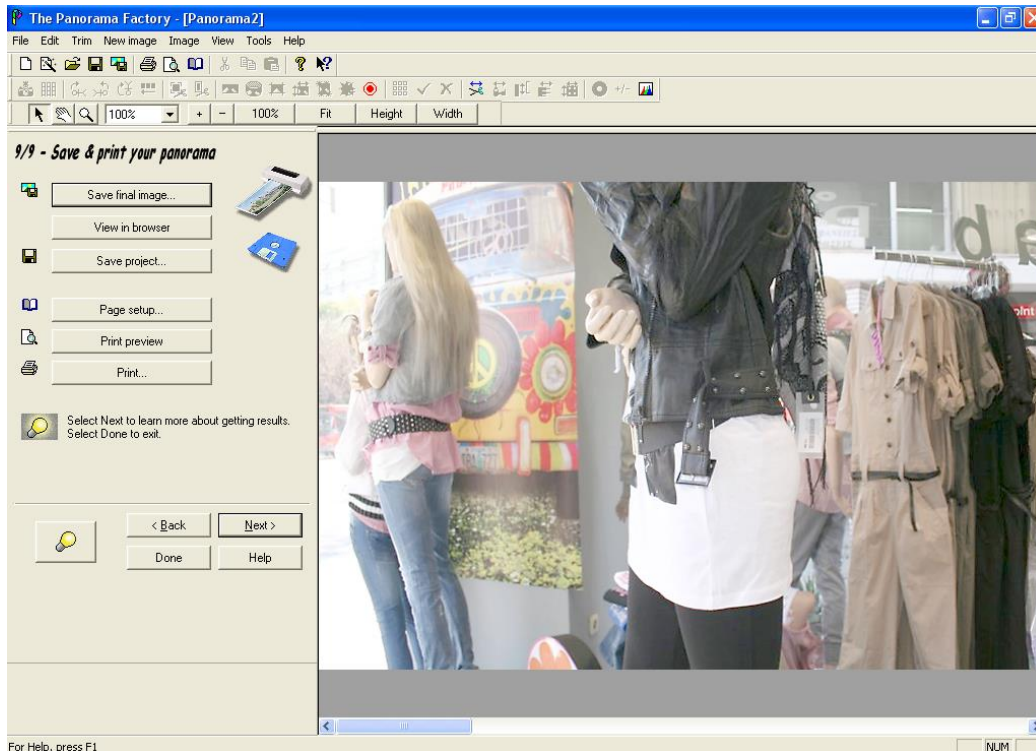 The Panorama Factory - [Panorama2]
File Edit Trim New image Image View Tools Help
100% + - 100% Fit Height Width
9/9 - Save & print your panorama
Save final image...
View in browser
Save project...
Page setup...
Print preview
Print...
Select Next to learn more about getting results.
Select Done to exit.
< Back Next >
Done Help
For Help, press F1 NUM